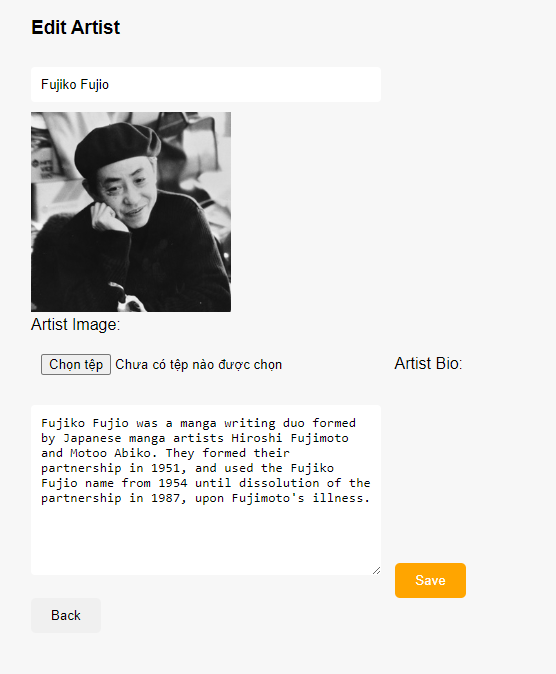 Edit Artist
Fujiko Fujio
Artist Image:
Chọn tệp Chưa có tệp nào được chọn
Artist Bio:
Fujiko Fujio was a manga writing duo formed
by Japanese manga artists Hiroshi Fujimoto
and Motoo Abiko. They formed their
partnership in 1951, and used the Fujiko
Fujio name from 1954 until dissolution of the
partnership in 1987, upon Fujimoto's illness.
Save
Back